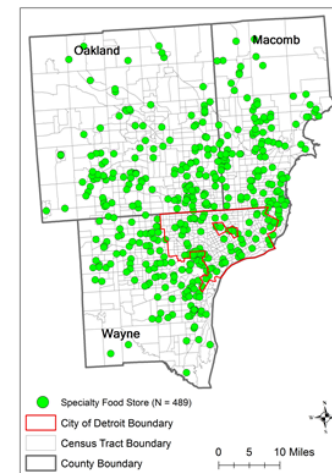 Oakland
Macomb
Wayne
Specialty Food Store (N = 489)
City of Detroit Boundary
Census Tract Boundary
County Boundary
0 5 10 Miles